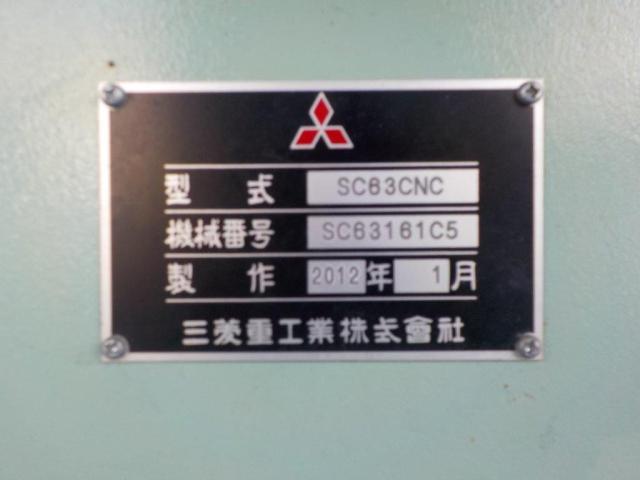 型式 SC63CNC
機械番号 SC63161C5
製作 2012年 1月
三菱重工業株式會社